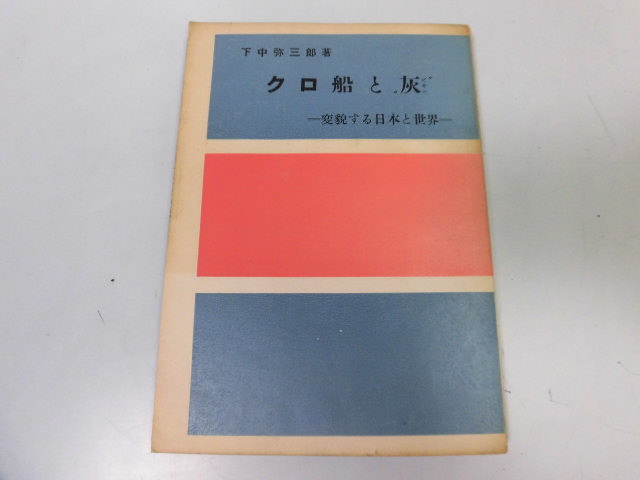 下中弥三郎著
クロ船と〝灰〟
—変貌する日本と世界—